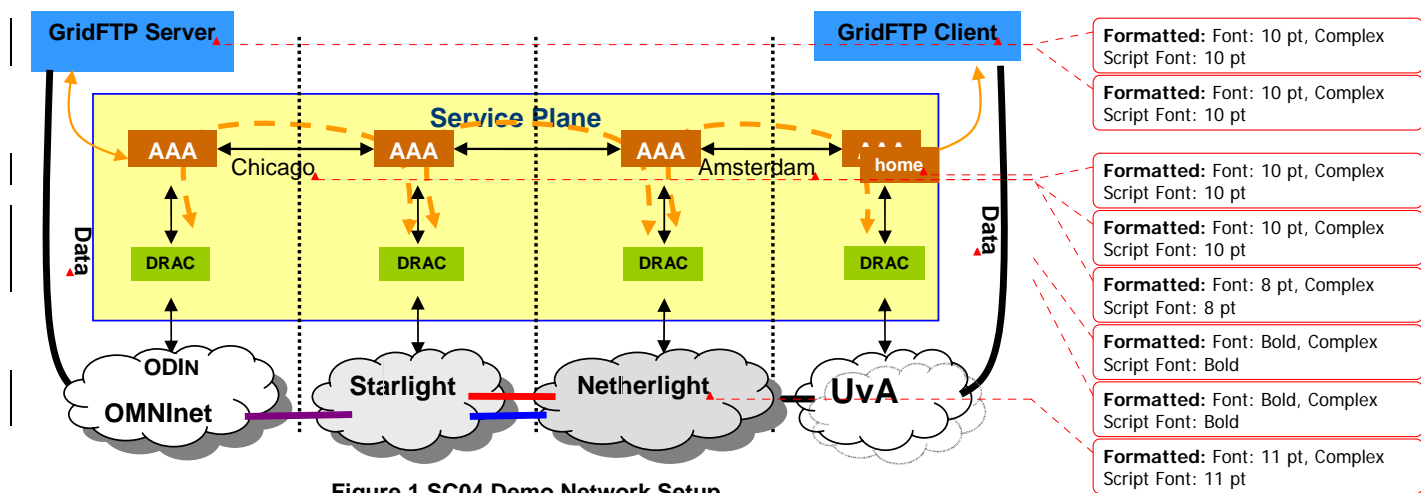 GridFTP Server
GridFTP Client
Service Plane
AAA
AAA
AAA
AAA
home
Chicago
Amsterdam
Data
Data
DRAC
DRAC
DRAC
DRAC
ODIN
OMNInet
Starlight
Netherlight
UvA
Figure 1 SC04 Demo Network Setup
Formatted: Font: 10 pt, Complex
Script Font: 10 pt
Formatted: Font: 10 pt, Complex
Script Font: 10 pt
Formatted: Font: 10 pt, Complex
Script Font: 10 pt
Formatted: Font: 10 pt, Complex
Script Font: 10 pt
Formatted: Font: 8 pt, Complex
Script Font: 8 pt
Formatted: Font: Bold, Complex
Script Font: Bold
Formatted: Font: Bold, Complex
Script Font: Bold
Formatted: Font: 11 pt, Complex
Script Font: 11 pt